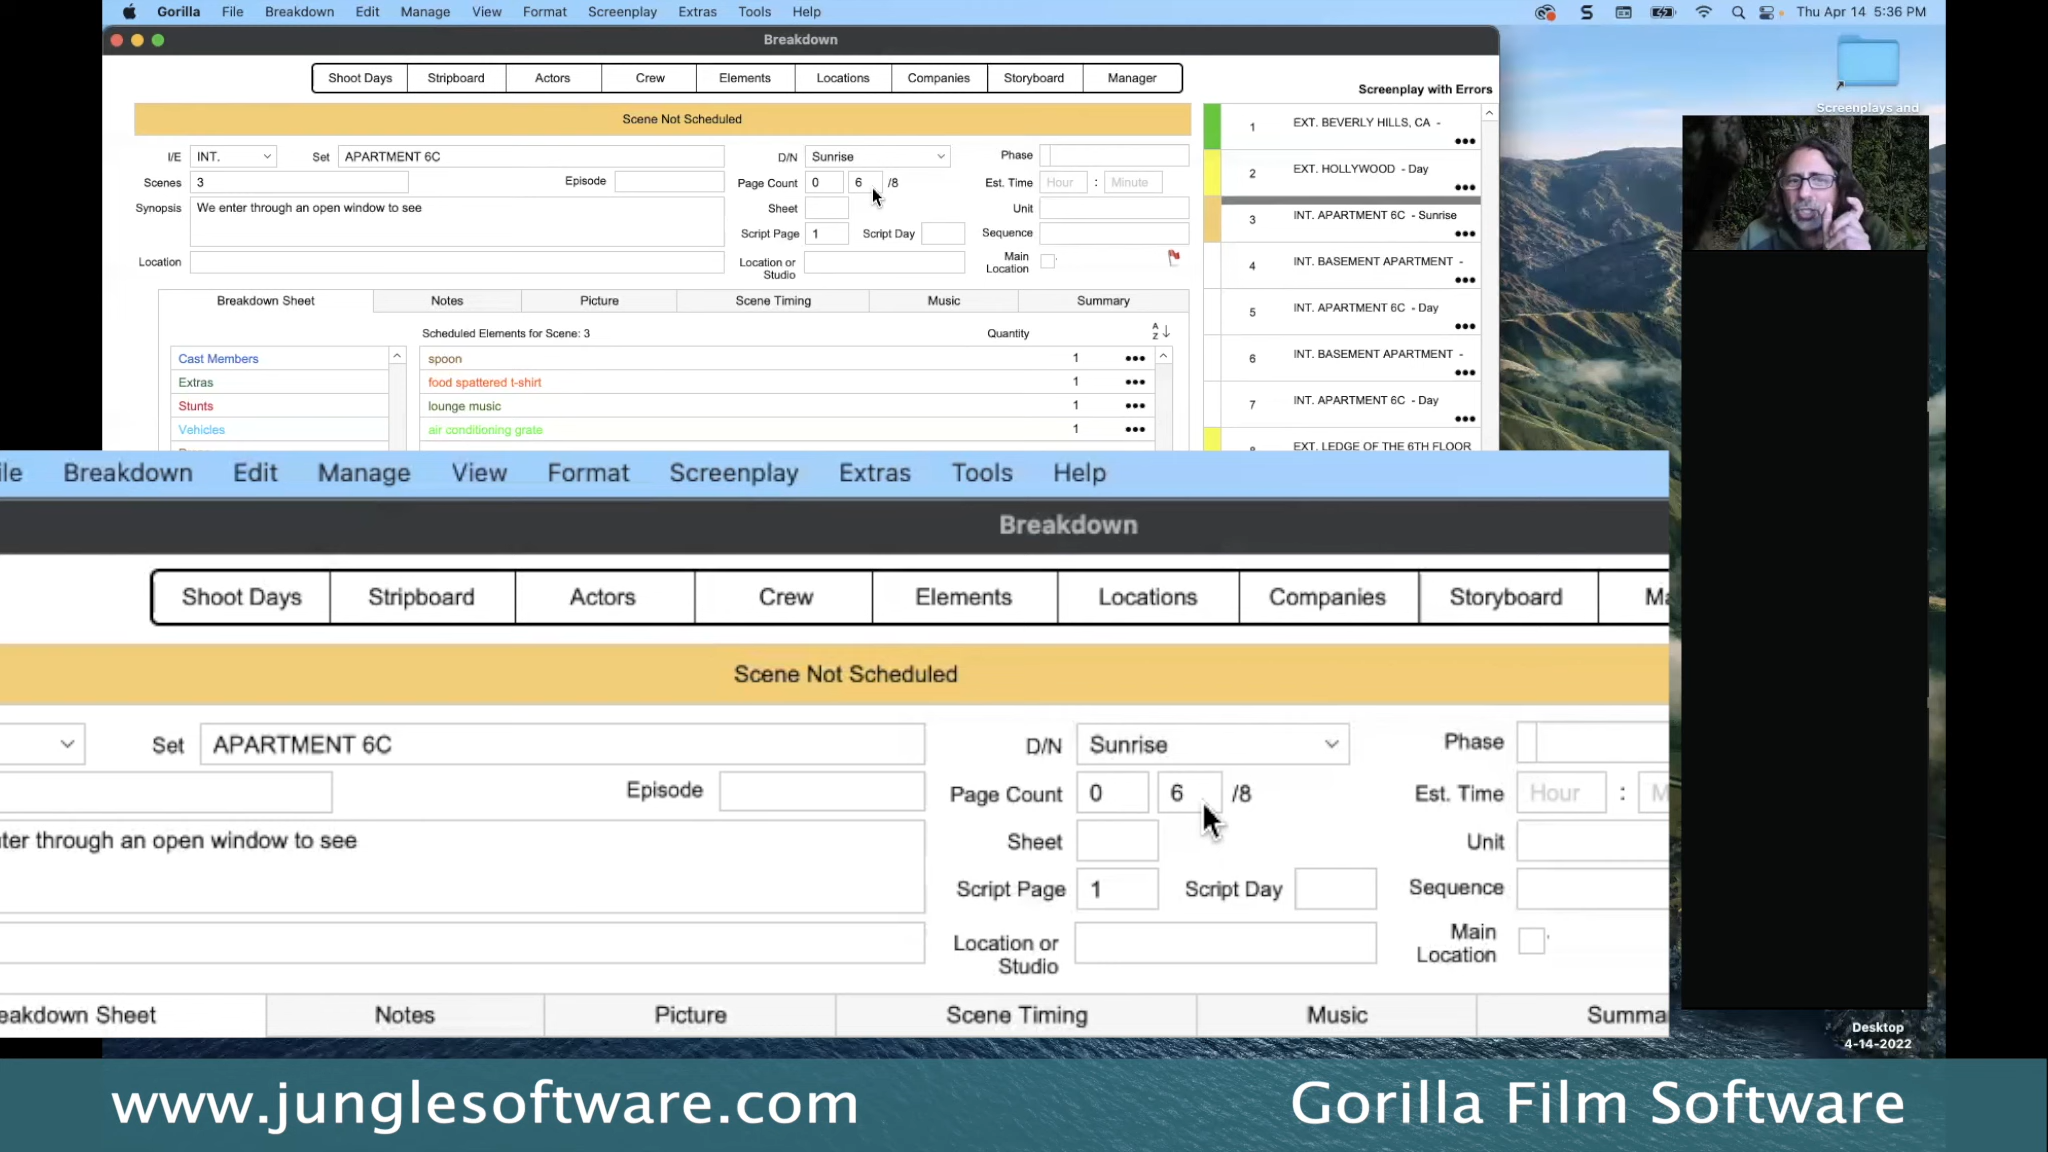 Gorilla File Breakdown Edit Manage View Format Screenplay Extras Tools Help Thu Apr 14 5:36 PM
Breakdown
Shoot Days Stripboard Actors Crew Elements Locations Companies Storyboard Manager
Screenplay with Errors
Screenplays and
Scene Not Scheduled
1 EXT. BEVERLY HILLS, CA -
I/E INT. Set APARTMENT 6C D/N Sunrise Phase
2 EXT. HOLLYWOOD - Day
Scenes 3 Episode Page Count 0 6 /8 Est. Time Hour : Minute
Synopsis We enter through an open window to see Sheet Unit
3 INT. APARTMENT 6C - Sunrise
Script Page 1 Script Day Sequence
Location Location or Studio Main Location
4 INT. BASEMENT APARTMENT -
Breakdown Sheet Notes Picture Scene Timing Music Summary
5 INT. APARTMENT 6C - Day
Scheduled Elements for Scene: 3 Quantity
Cast Members spoon 1
6 INT. BASEMENT APARTMENT -
Extras food spattered t-shirt 1
Stunts lounge music 1
7 INT. APARTMENT 6C - Day
Vehicles air conditioning grate 1
EXT. LEDGE OF THE 6TH FLOOR
ile Breakdown Edit Manage View Format Screenplay Extras Tools Help
Breakdown
Shoot Days Stripboard Actors Crew Elements Locations Companies Storyboard Ma
Scene Not Scheduled
Set APARTMENT 6C D/N Sunrise Phase
Episode Page Count 0 6 /8 Est. Time Hour : M
ter through an open window to see Sheet Unit
Script Page 1 Script Day Sequence
Location or Studio Main Location
eakdown Sheet Notes Picture Scene Timing Music Summa
Desktop
4-14-2022
www.junglesoftware.com Gorilla Film Software